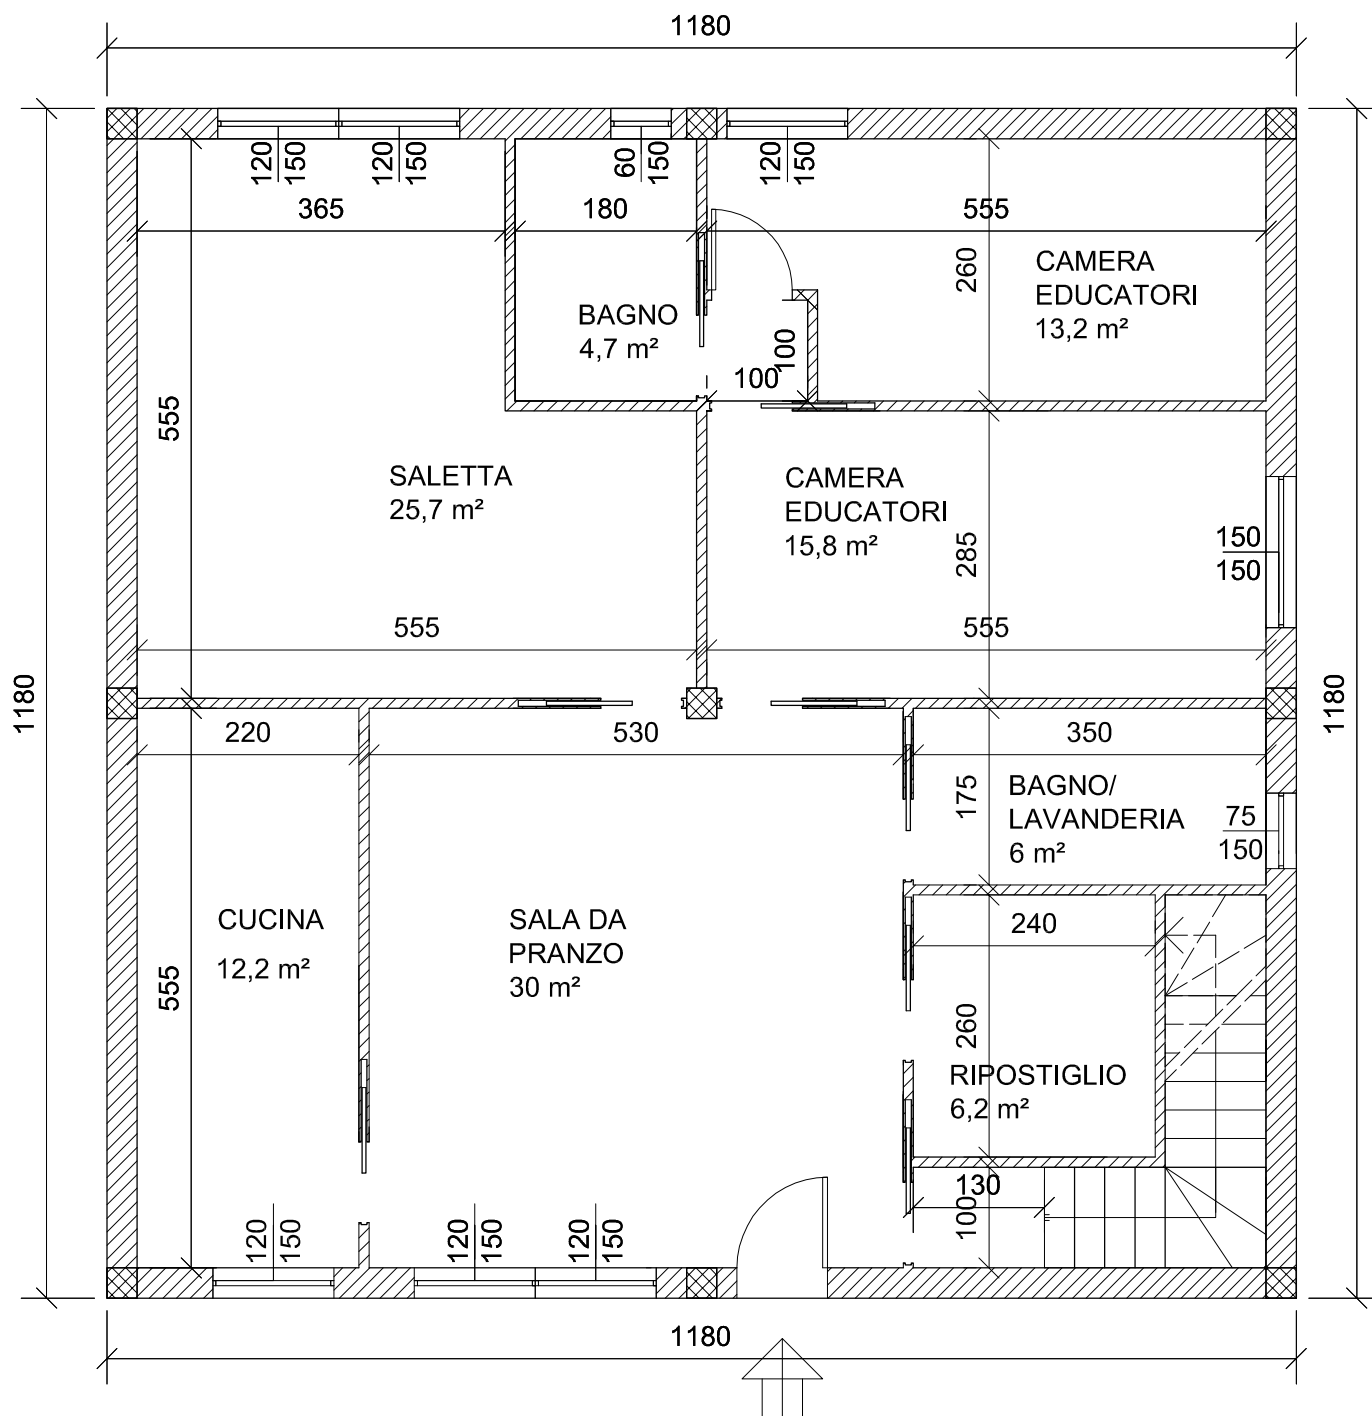 1180
120
150
120
150
60
150
120
150
365
180
555
260
CAMERA
EDUCATORI
13,2 m²
BAGNO
4,7 m²
100
100
555
SALETTA
25,7 m²
CAMERA
EDUCATORI
15,8 m²
285
150
150
555
555
1180
1180
220
530
350
175
BAGNO/
LAVANDERIA
6 m²
75
150
CUCINA
12,2 m²
SALA DA
PRANZO
30 m²
240
555
260
RIPOSTIGLIO
6,2 m²
130
100
120
150
120
150
120
150
1180